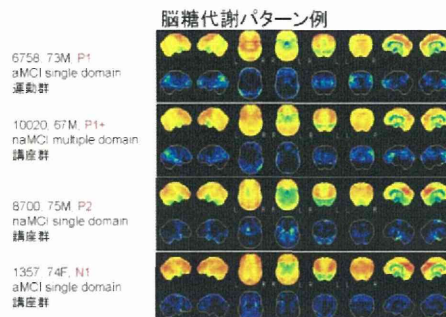 脳糖代謝パターン例
6758, 73M, P1
aMCI single domain
運動群
10020, 67M, P1+
naMCI multiple domain
講座群
8700, 75M, P2
naMCI single domain
講座群
1357, 74F, N1
aMCI single domain
講座群